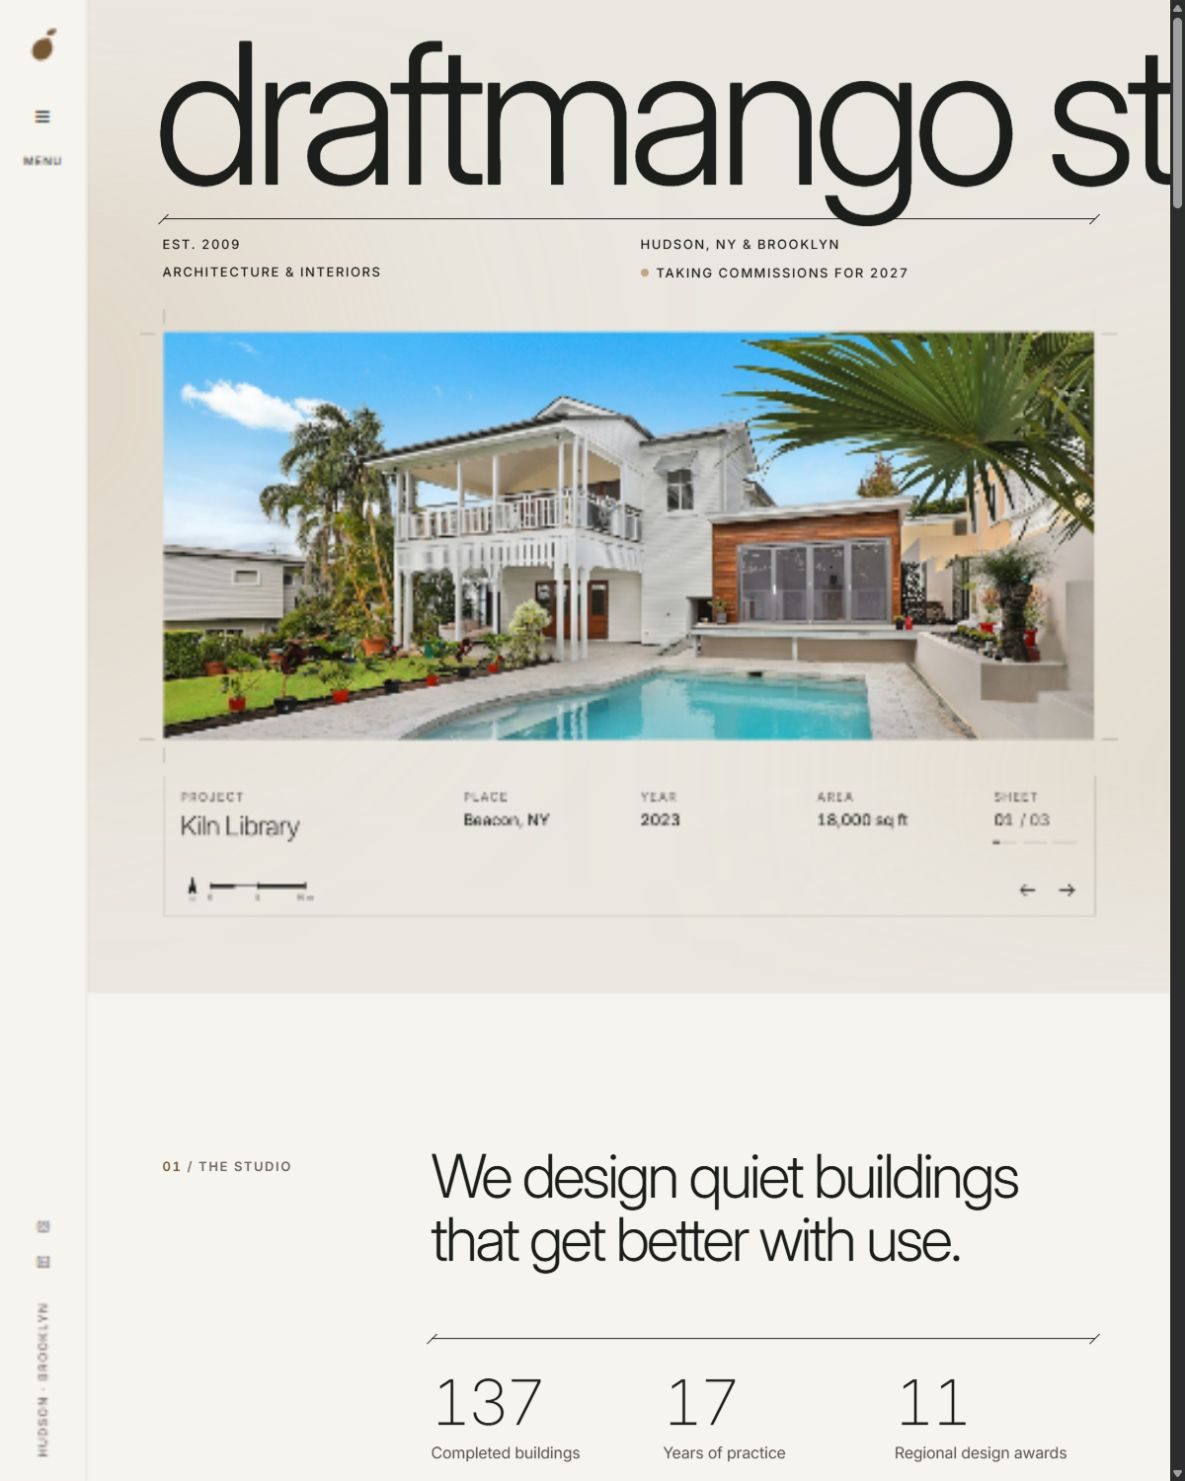 MENU
draftmango st
EST. 2009
ARCHITECTURE & INTERIORS
HUDSON, NY & BROOKLYN
TAKING COMMISSIONS FOR 2027
PROJECT
Kiln Library
PLACE
Beacon, NY
YEAR
2023
AREA
18,000 sq ft
SHEET
01 / 03
01 / THE STUDIO
We design quiet buildings
that get better with use.
137
Completed buildings
17
Years of practice
11
Regional design awards
HUDSON · BROOKLYN